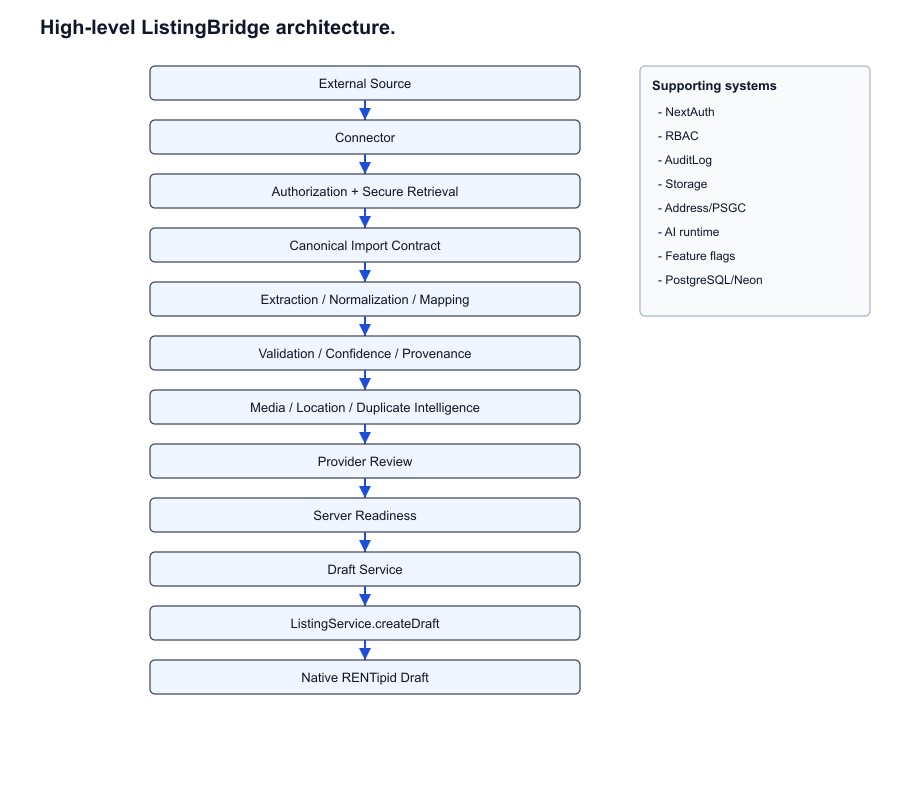 High-level ListingBridge architecture.
External Source
Connector
Authorization + Secure Retrieval
Canonical Import Contract
Extraction / Normalization / Mapping
Validation / Confidence / Provenance
Media / Location / Duplicate Intelligence
Provider Review
Server Readiness
Draft Service
ListingService.createDraft
Native RENTipid Draft
Supporting systems
- NextAuth
- RBAC
- AuditLog
- Storage
- Address/PSGC
- AI runtime
- Feature flags
- PostgreSQL/Neon